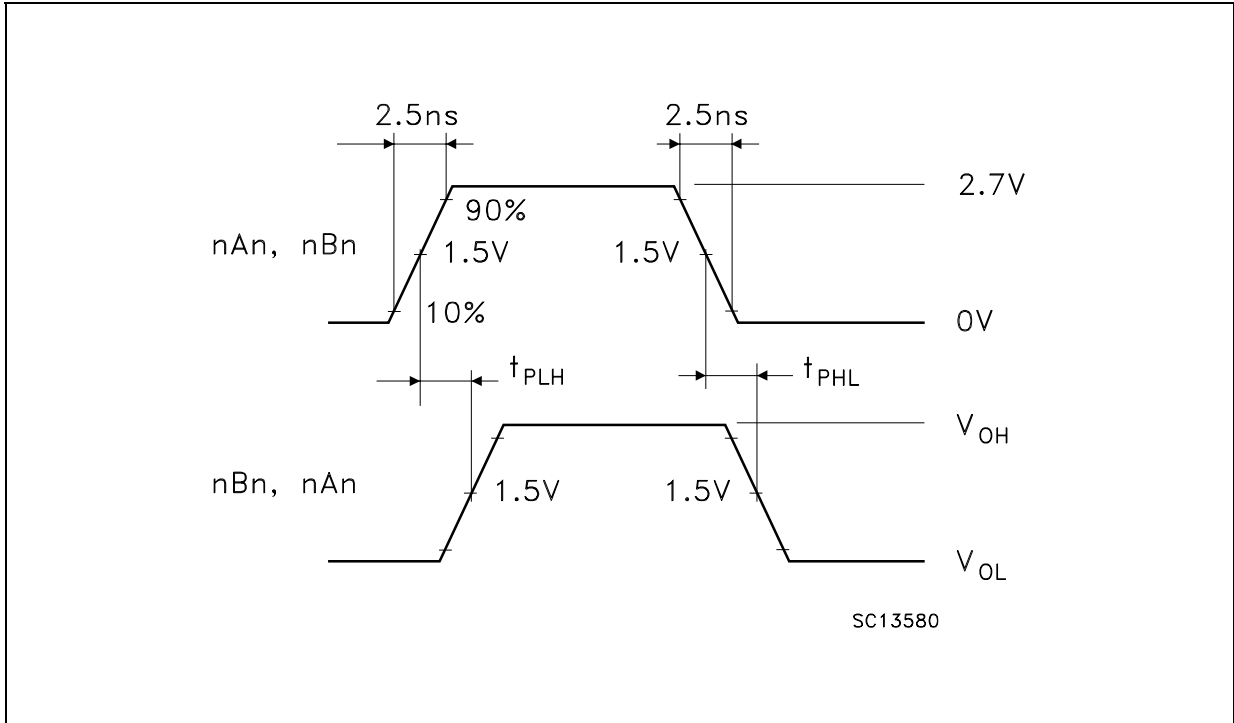 2.5ns 2.5ns
2.7V
90%
nAn, nBn 1.5V 1.5V
10% 0V
tPLH tPHL
VOH
nBn, nAn 1.5V 1.5V
VOL
SC13580